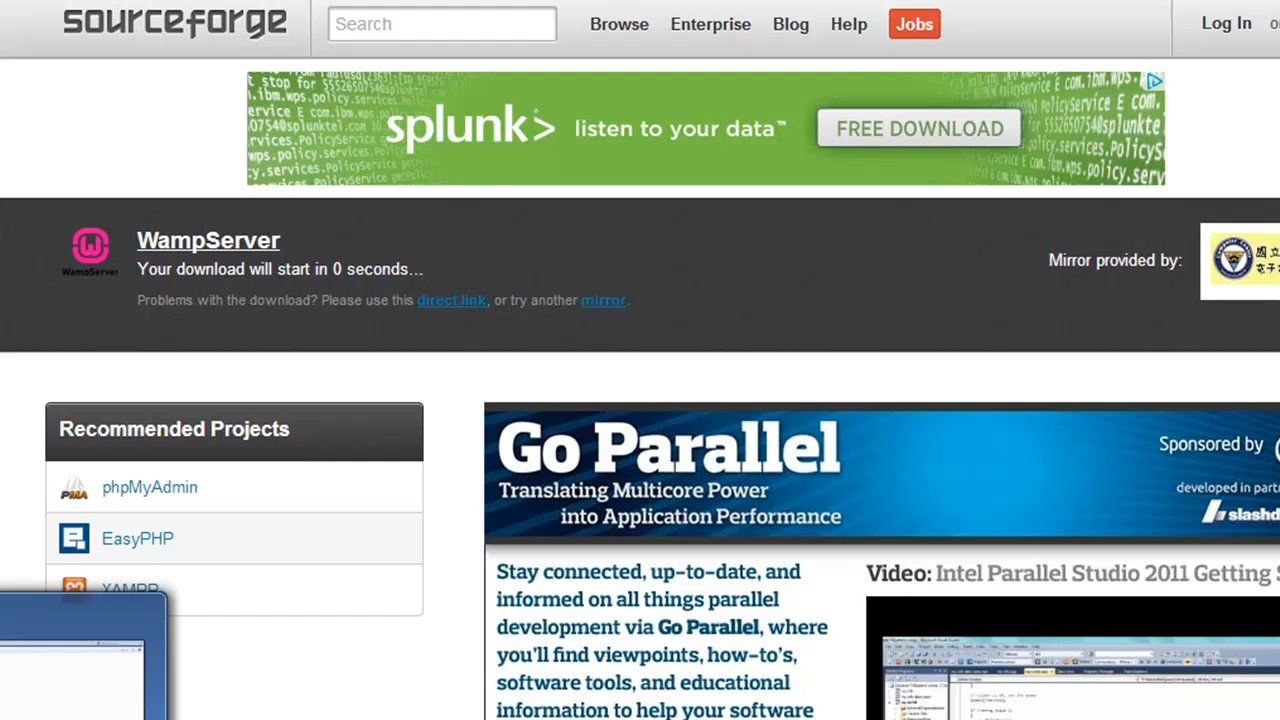 sourceforge
Search
Browse Enterprise Blog Help Jobs
Log In
splunk> listen to your data™ FREE DOWNLOAD
WampServer
WampServer
Your download will start in 0 seconds...
Problems with the download? Please use this direct link, or try another mirror.
Mirror provided by:
Recommended Projects
PMA phpMyAdmin
EasyPHP
XAMPP
Go Parallel
Translating Multicore Power
into Application Performance
Sponsored by
developed in
Stay connected, up-to-date, and
informed on all things parallel
development via Go Parallel, where
you'll find viewpoints, how-to's,
software tools, and educational
information to help your software
Video: Intel Parallel Studio 2011 Getting